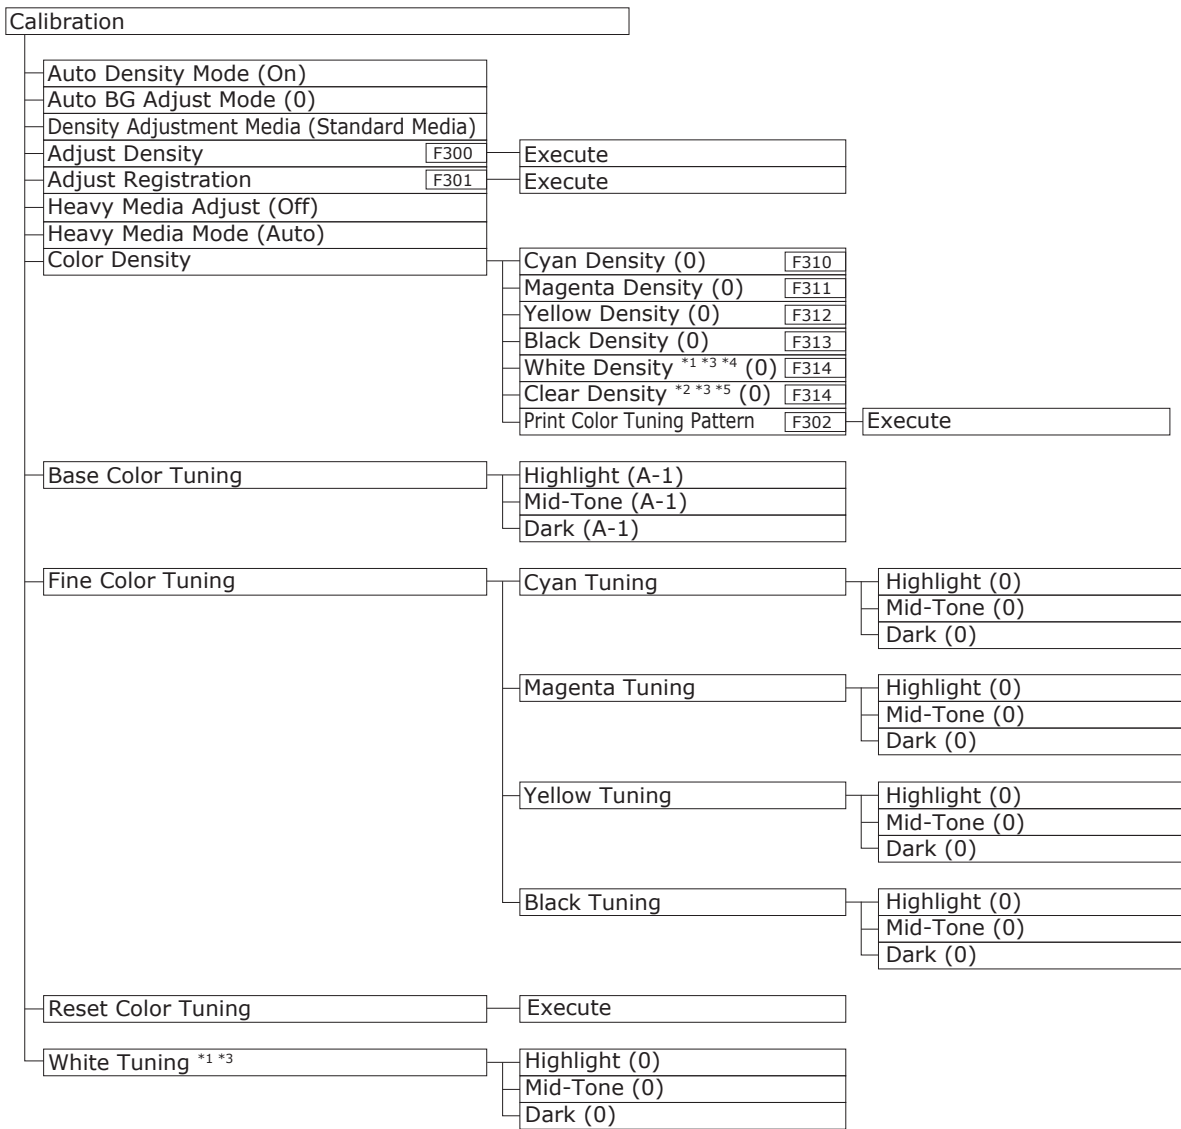 Calibration
Auto Density Mode (On)
Auto BG Adjust Mode (0)
Density Adjustment Media (Standard Media)
Adjust Density F300 Execute
Adjust Registration F301 Execute
Heavy Media Adjust (Off)
Heavy Media Mode (Auto)
Color Density Cyan Density (0) F310
Magenta Density (0) F311
Yellow Density (0) F312
Black Density (0) F313
White Density *1 *3 *4 (0) F314
Clear Density *2 *3 *5 (0) F314
Print Color Tuning Pattern F302 Execute
Base Color Tuning Highlight (A-1)
Mid-Tone (A-1)
Dark (A-1)
Fine Color Tuning Cyan Tuning Highlight (0)
Mid-Tone (0)
Dark (0)
Magenta Tuning Highlight (0)
Mid-Tone (0)
Dark (0)
Yellow Tuning Highlight (0)
Mid-Tone (0)
Dark (0)
Black Tuning Highlight (0)
Mid-Tone (0)
Dark (0)
Reset Color Tuning Execute
White Tuning *1 *3 Highlight (0)
Mid-Tone (0)
Dark (0)